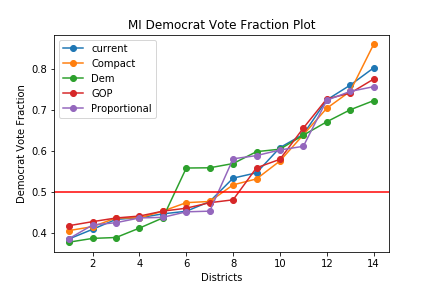 MI Democrat Vote Fraction Plot
current
Compact
Dem
GOP
Proportional
Democrat Vote Fraction
0.8
0.7
0.6
0.5
0.4
2 4 6 8 10 12 14
Districts